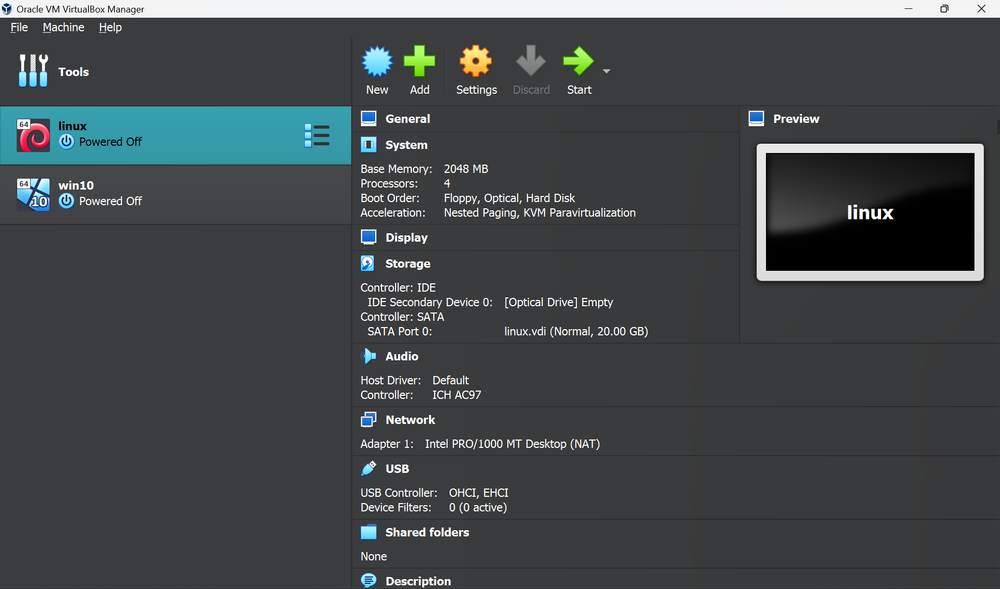 Oracle VM VirtualBox Manager
File Machine Help
Tools
New Add Settings Discard Start
64
linux
Powered Off
64
10
win10
Powered Off
General
System
Base Memory: 2048 MB
Processors: 4
Boot Order: Floppy, Optical, Hard Disk
Acceleration: Nested Paging, KVM Paravirtualization
Display
Storage
Controller: IDE
IDE Secondary Device 0: [Optical Drive] Empty
Controller: SATA
SATA Port 0: linux.vdi (Normal, 20.00 GB)
Preview
linux
Audio
Host Driver: Default
Controller: ICH AC97
Network
Adapter 1: Intel PRO/1000 MT Desktop (NAT)
USB
USB Controller: OHCI, EHCI
Device Filters: 0 (0 active)
Shared folders
None
Description